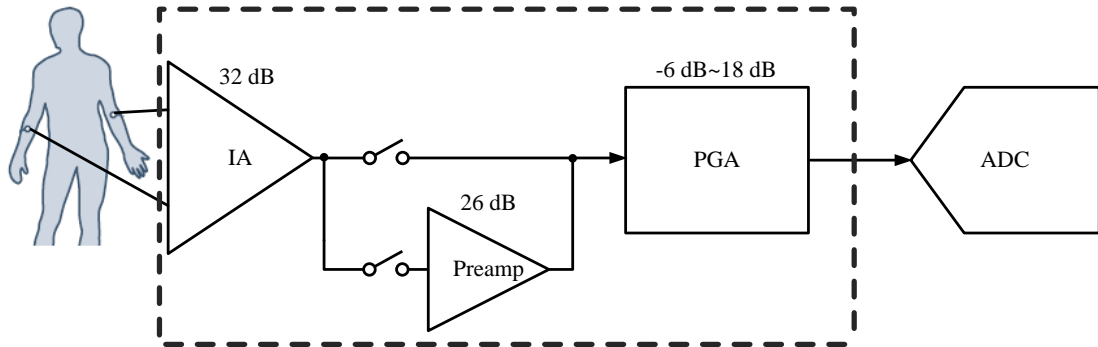 32 dB
-6 dB~18 dB
IA
PGA
ADC
26 dB
Preamp